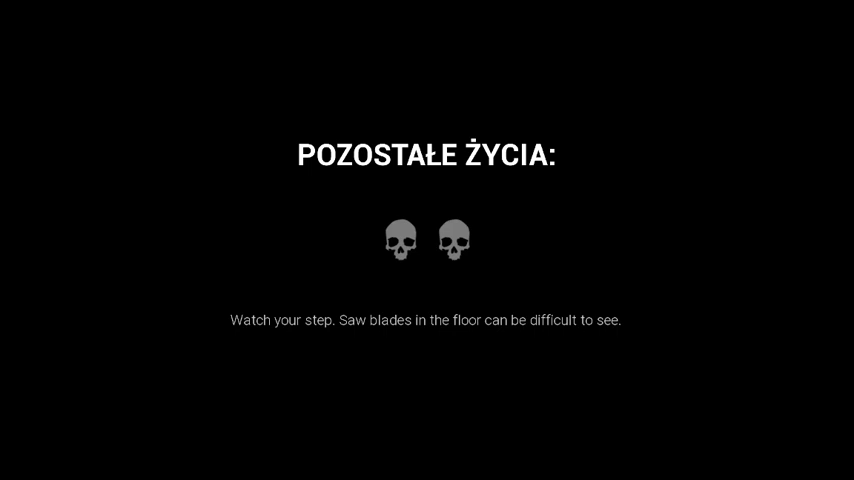 POZOSTAŁE ŻYCIA:
Watch your step. Saw blades in the floor can be difficult to see.